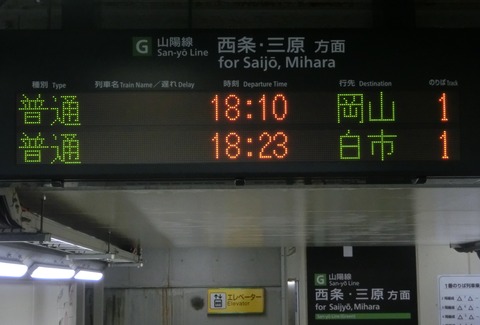 G 山陽線 San-yō Line 西条・三原 方面 for Saijō, Mihara
種別 Type 列車名 Train Name／遅れ Delay 時刻 Departure Time 行先 Destination のりば Track
普通 18:10 岡山 1
普通 18:23 白市 1
エレベーター
Elevator
G 山陽線
San-yō Line
西条・三原 方面
for Saijō, Mihara